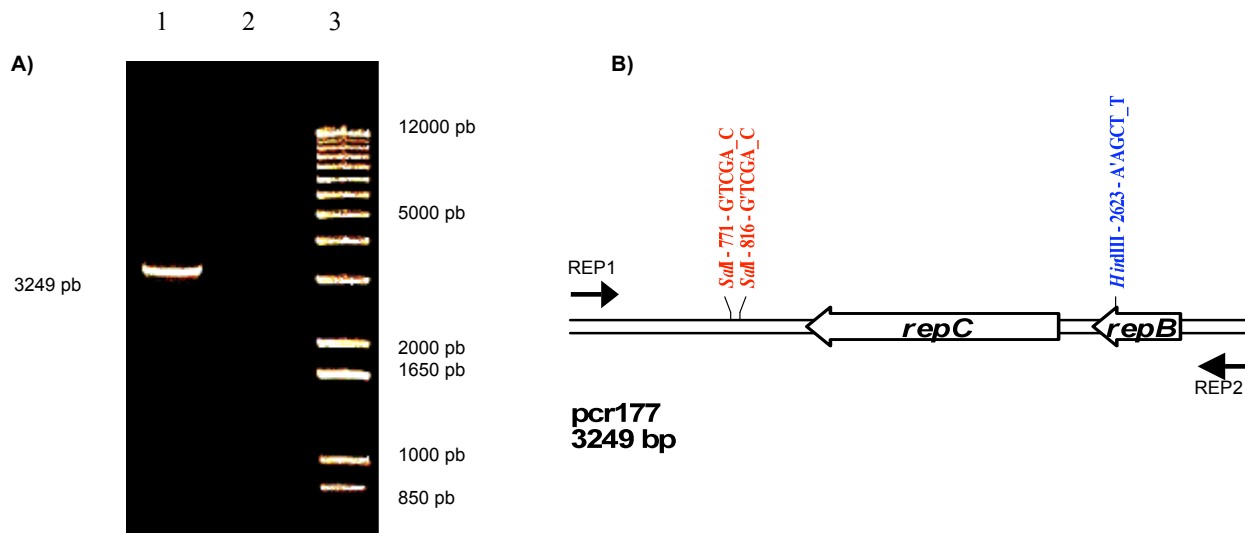 1 2 3
A)
12000 pb
5000 pb
3249 pb
2000 pb
1650 pb
1000 pb
850 pb
B)
SalI - 771 - G'TCGA_C
SalI - 816 - G'TCGA_C
HindIII - 2623 - A'AGCT_T
REP1
repC
repB
REP2
pcr177
3249 bp